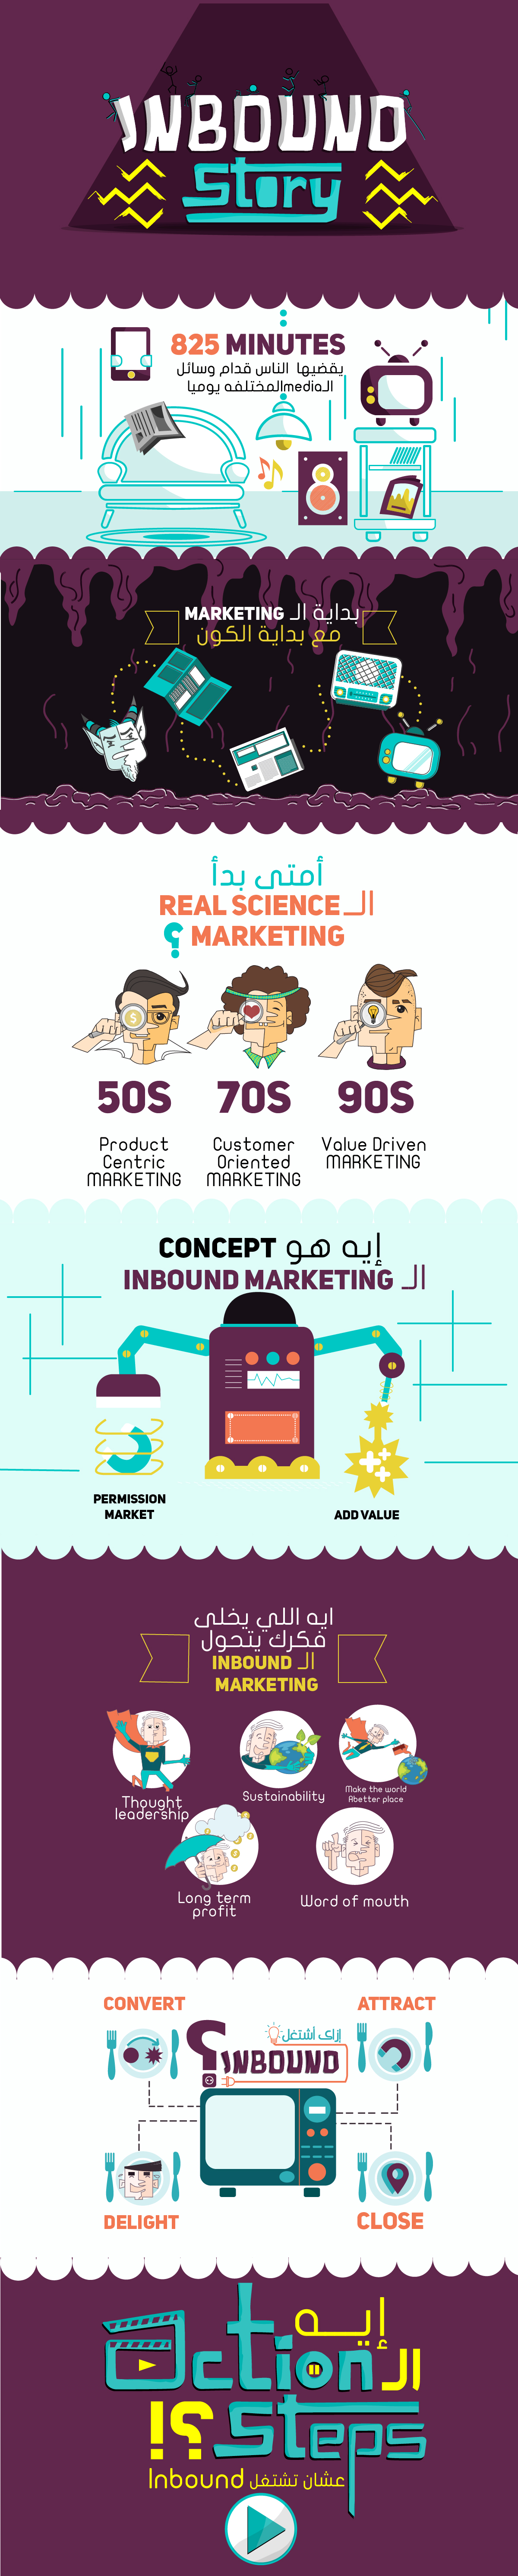 INBOUND
Story
825 MINUTES
يقضيها الناس قدام وسائل
الـmediaالمختلفه يوميا
بداية الـ MARKETING
مع بداية الكون
أمتى بدأ
الـ REAL SCIENCE
MARKETING ؟
50S
70S
90S
Product
Centric
MARKETING
Customer
Oriented
MARKETING
Value Driven
MARKETING
إيه هو CONCEPT
الـ INBOUND MARKETING
PERMISSION
MARKET
ADD VALUE
ايه اللي يخلى
فكرك يتحول
الـ INBOUND
MARKETING
Thought
leadership
Sustainability
Make the world
Abetter place
Long term
profit
Word of mouth
CONVERT
ATTRACT
إزاى أشتغل
INBOUND؟
DELIGHT
CLOSE
إيه
الـ Action
Steps ؟!
عشان تشتغل Inbound